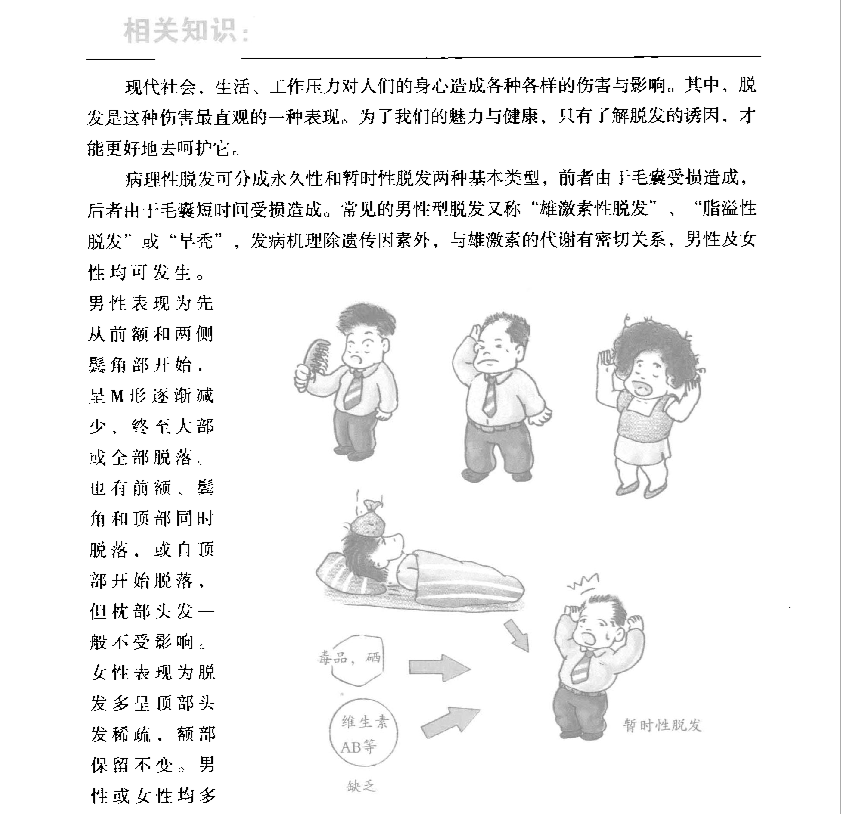 相关知识：
现代社会，生活、工作压力对人们的身心造成各种各样的伤害与影响。其中，脱
发是这种伤害最直观的一种表现。为了我们的魅力与健康，只有了解脱发的诱因，才
能更好地去呵护它。
病理性脱发可分成永久性和暂时性脱发两种基本类型，前者由于毛囊受损造成，
后者由于毛囊短时间受损造成。常见的男性型脱发又称“雄激素性脱发”、“脂溢性
脱发”或“早秃”，发病机理除遗传因素外，与雄激素的代谢有密切关系，男性及女
性均可发生。
男性表现为先
从前额和两侧
鬓角部开始，
呈M形逐渐减
少，终至大部
或全部脱落，
也有前额、鬓
角和顶部同时
脱落，或自顶
部开始脱落，
但枕部头发一
般不受影响。
女性表现为脱
发多呈顶部头
发稀疏，额部
保留不变。男
性或女性均多
毒品，硒
维生素
AB等
缺乏
暂时性脱发